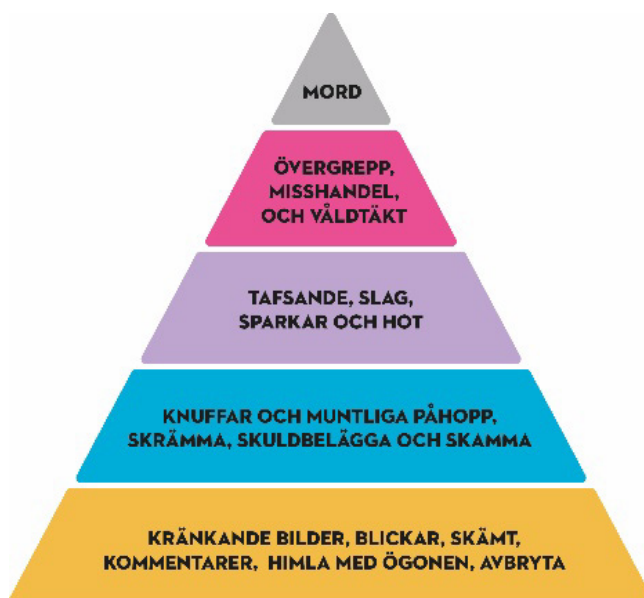 MORD
ÖVERGREPP,
MISSHANDEL,
OCH VÅLDTÄKT
TAFSANDE, SLAG,
SPARKAR OCH HOT
KNUFFAR OCH MUNTLIGA PÅHOPP,
SKRÄMMA, SKULDBELÄGGA OCH SKAMMA
KRÄNKANDE BILDER, BLICKAR, SKÄMT,
KOMMENTARER, HIMLA MED ÖGONEN, AVBRYTA